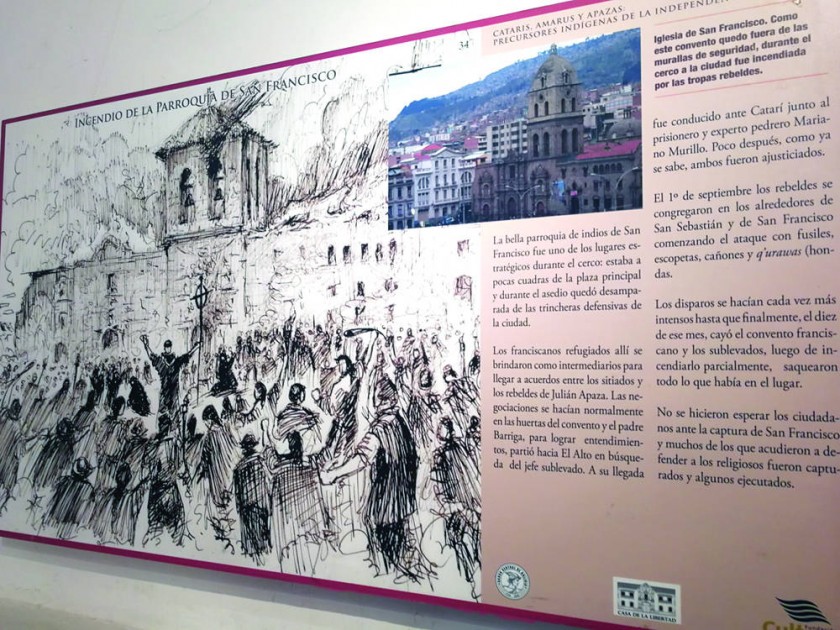 34
INCENDIO DE LA PARROQUIA DE SAN FRANCISCO
CATARIS, AMARUS Y APAZAS:
PRECURSORES INDÍGENAS DE LA
Iglesia de San Francisco. Como
este convento quedo fuera de las
murallas de seguridad, durante el
cerco a la ciudad fue incendiada
por las tropas rebeldes.
La bella parroquia de indios de San
Francisco fue uno de los lugares es-
tratégicos durante el cerco: estaba a
pocas cuadras de la plaza principal
y durante el asedio quedó desampa-
rada de las trincheras defensivas de
la ciudad.
Los franciscanos refugiados allí se
brindaron como intermediarios para
llegar a acuerdos entre los sitiados y
los rebeldes de Julián Apaza. Las ne-
gociaciones se hacían normalmente
en las huertas del convento y el padre
Barriga, para lograr entendimien-
tos, partió hacia El Alto en búsque-
da del jefe sublevado. A su llegada
fue conducido ante Catarí junto al
prisionero y experto pedrero Maria-
no Murillo. Poco después, como ya
se sabe, ambos fueron ajusticiados.
El 1º de septiembre los rebeldes se
congregaron en los alrededores de
San Sebastián y de San Francisco
comenzando el ataque con fusiles,
escopetas, cañones y q'urawas (hon-
das.
Los disparos se hacían cada vez más
intensos hasta que finalmente, el diez
de ese mes, cayó el convento francis-
cano y los sublevados, luego de in-
cendiarlo parcialmente, saquearon
todo lo que había en el lugar.
No se hicieron esperar los ciudada-
nos ante la captura de San Francisco
y muchos de los que acudieron a de-
fender a los religiosos fueron captu-
rados y algunos ejecutados.
CASA DE LA LIBERTAD